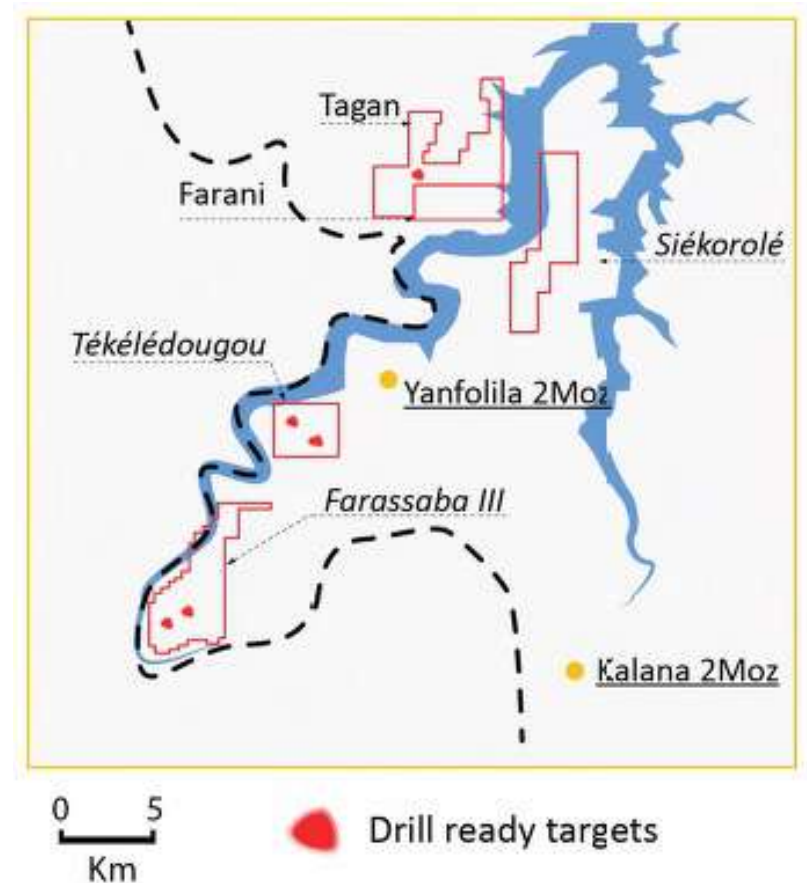 Tagan
Farani
Siékorolé
Tékélédougou
Yanfolila 2Moz
Farassaba III
Kalana 2Moz
0 5
Km
Drill ready targets